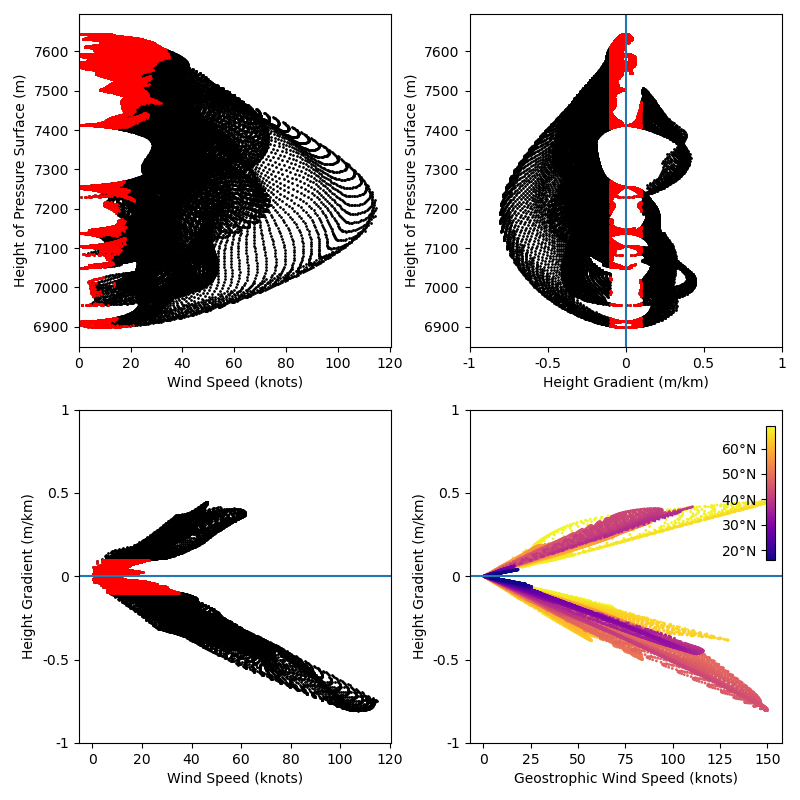 Height of Pressure Surface (m)
7600
7500
7400
7300
7200
7100
7000
6900
0 20 40 60 80 100 120
Wind Speed (knots)
Height of Pressure Surface (m)
7600
7500
7400
7300
7200
7100
7000
6900
-1 -0.5 0 0.5 1
Height Gradient (m/km)
Height Gradient (m/km)
1
0.5
0
-0.5
-1
0 20 40 60 80 100 120
Wind Speed (knots)
Height Gradient (m/km)
1
0.5
0
-0.5
-1
60°N
50°N
40°N
30°N
20°N
0 25 50 75 100 125 150
Geostrophic Wind Speed (knots)